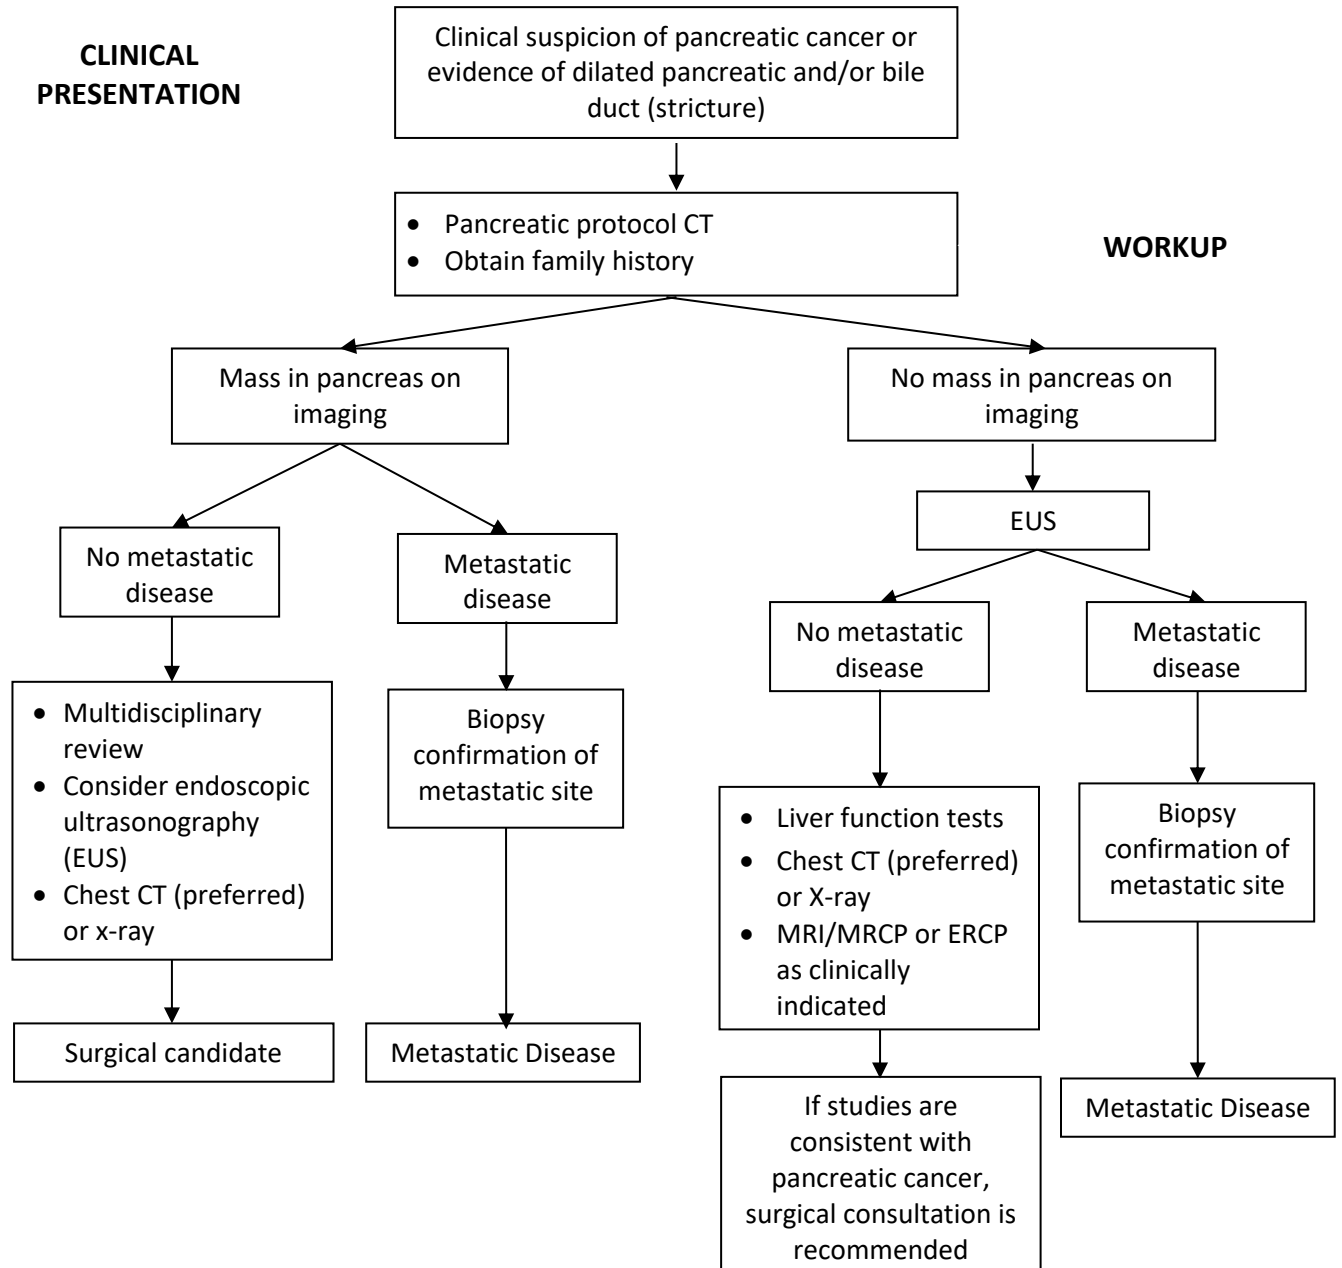 CLINICAL
PRESENTATION
Clinical suspicion of pancreatic cancer or
evidence of dilated pancreatic and/or bile
duct (stricture)
• Pancreatic protocol CT
• Obtain family history
WORKUP
Mass in pancreas on
imaging
No mass in pancreas on
imaging
EUS
No metastatic
disease
Metastatic
disease
No metastatic
disease
Metastatic
disease
• Multidisciplinary
review
• Consider endoscopic
ultrasonography
(EUS)
• Chest CT (preferred)
or x-ray
Biopsy
confirmation of
metastatic site
• Liver function tests
• Chest CT (preferred)
or X-ray
• MRI/MRCP or ERCP
as clinically
indicated
Biopsy
confirmation of
metastatic site
Surgical candidate
Metastatic Disease
If studies are
consistent with
pancreatic cancer,
surgical consultation is
recommended
Metastatic Disease